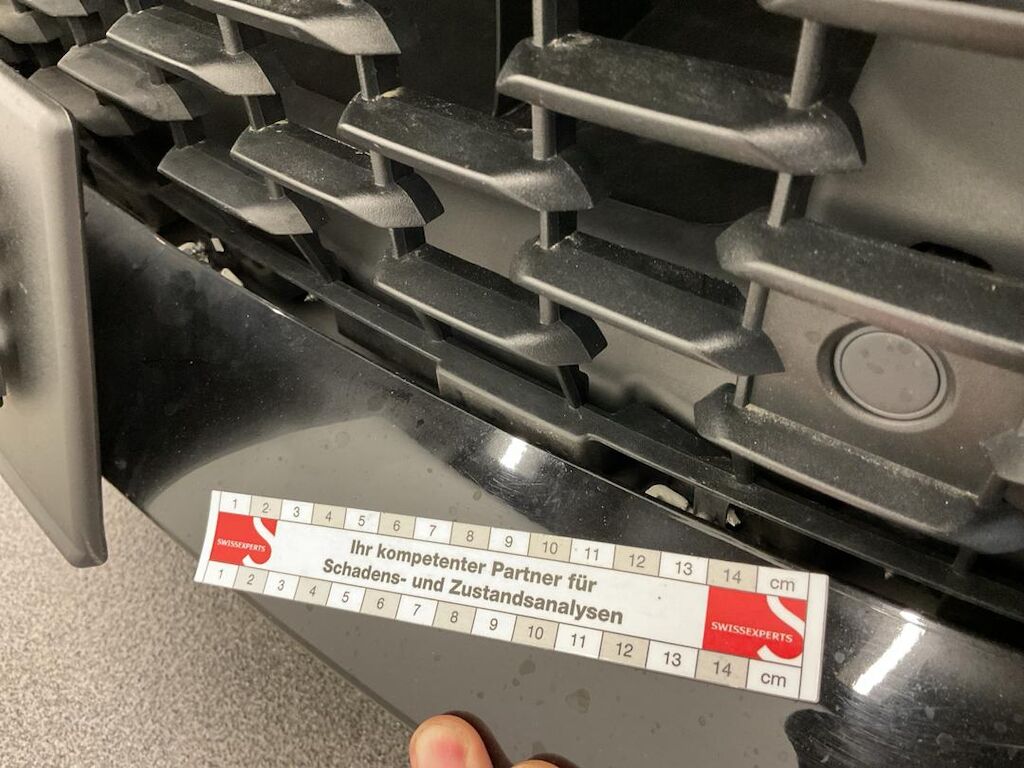 1 2 3 4 5 6 7 8 9 10 11 12 13 14 cm
SWISSEXPERTS
Ihr kompetenter Partner für
Schadens- und Zustandsanalysen
SWISSEXPERTS
1 2 3 4 5 6 7 8 9 10 11 12 13 14 cm